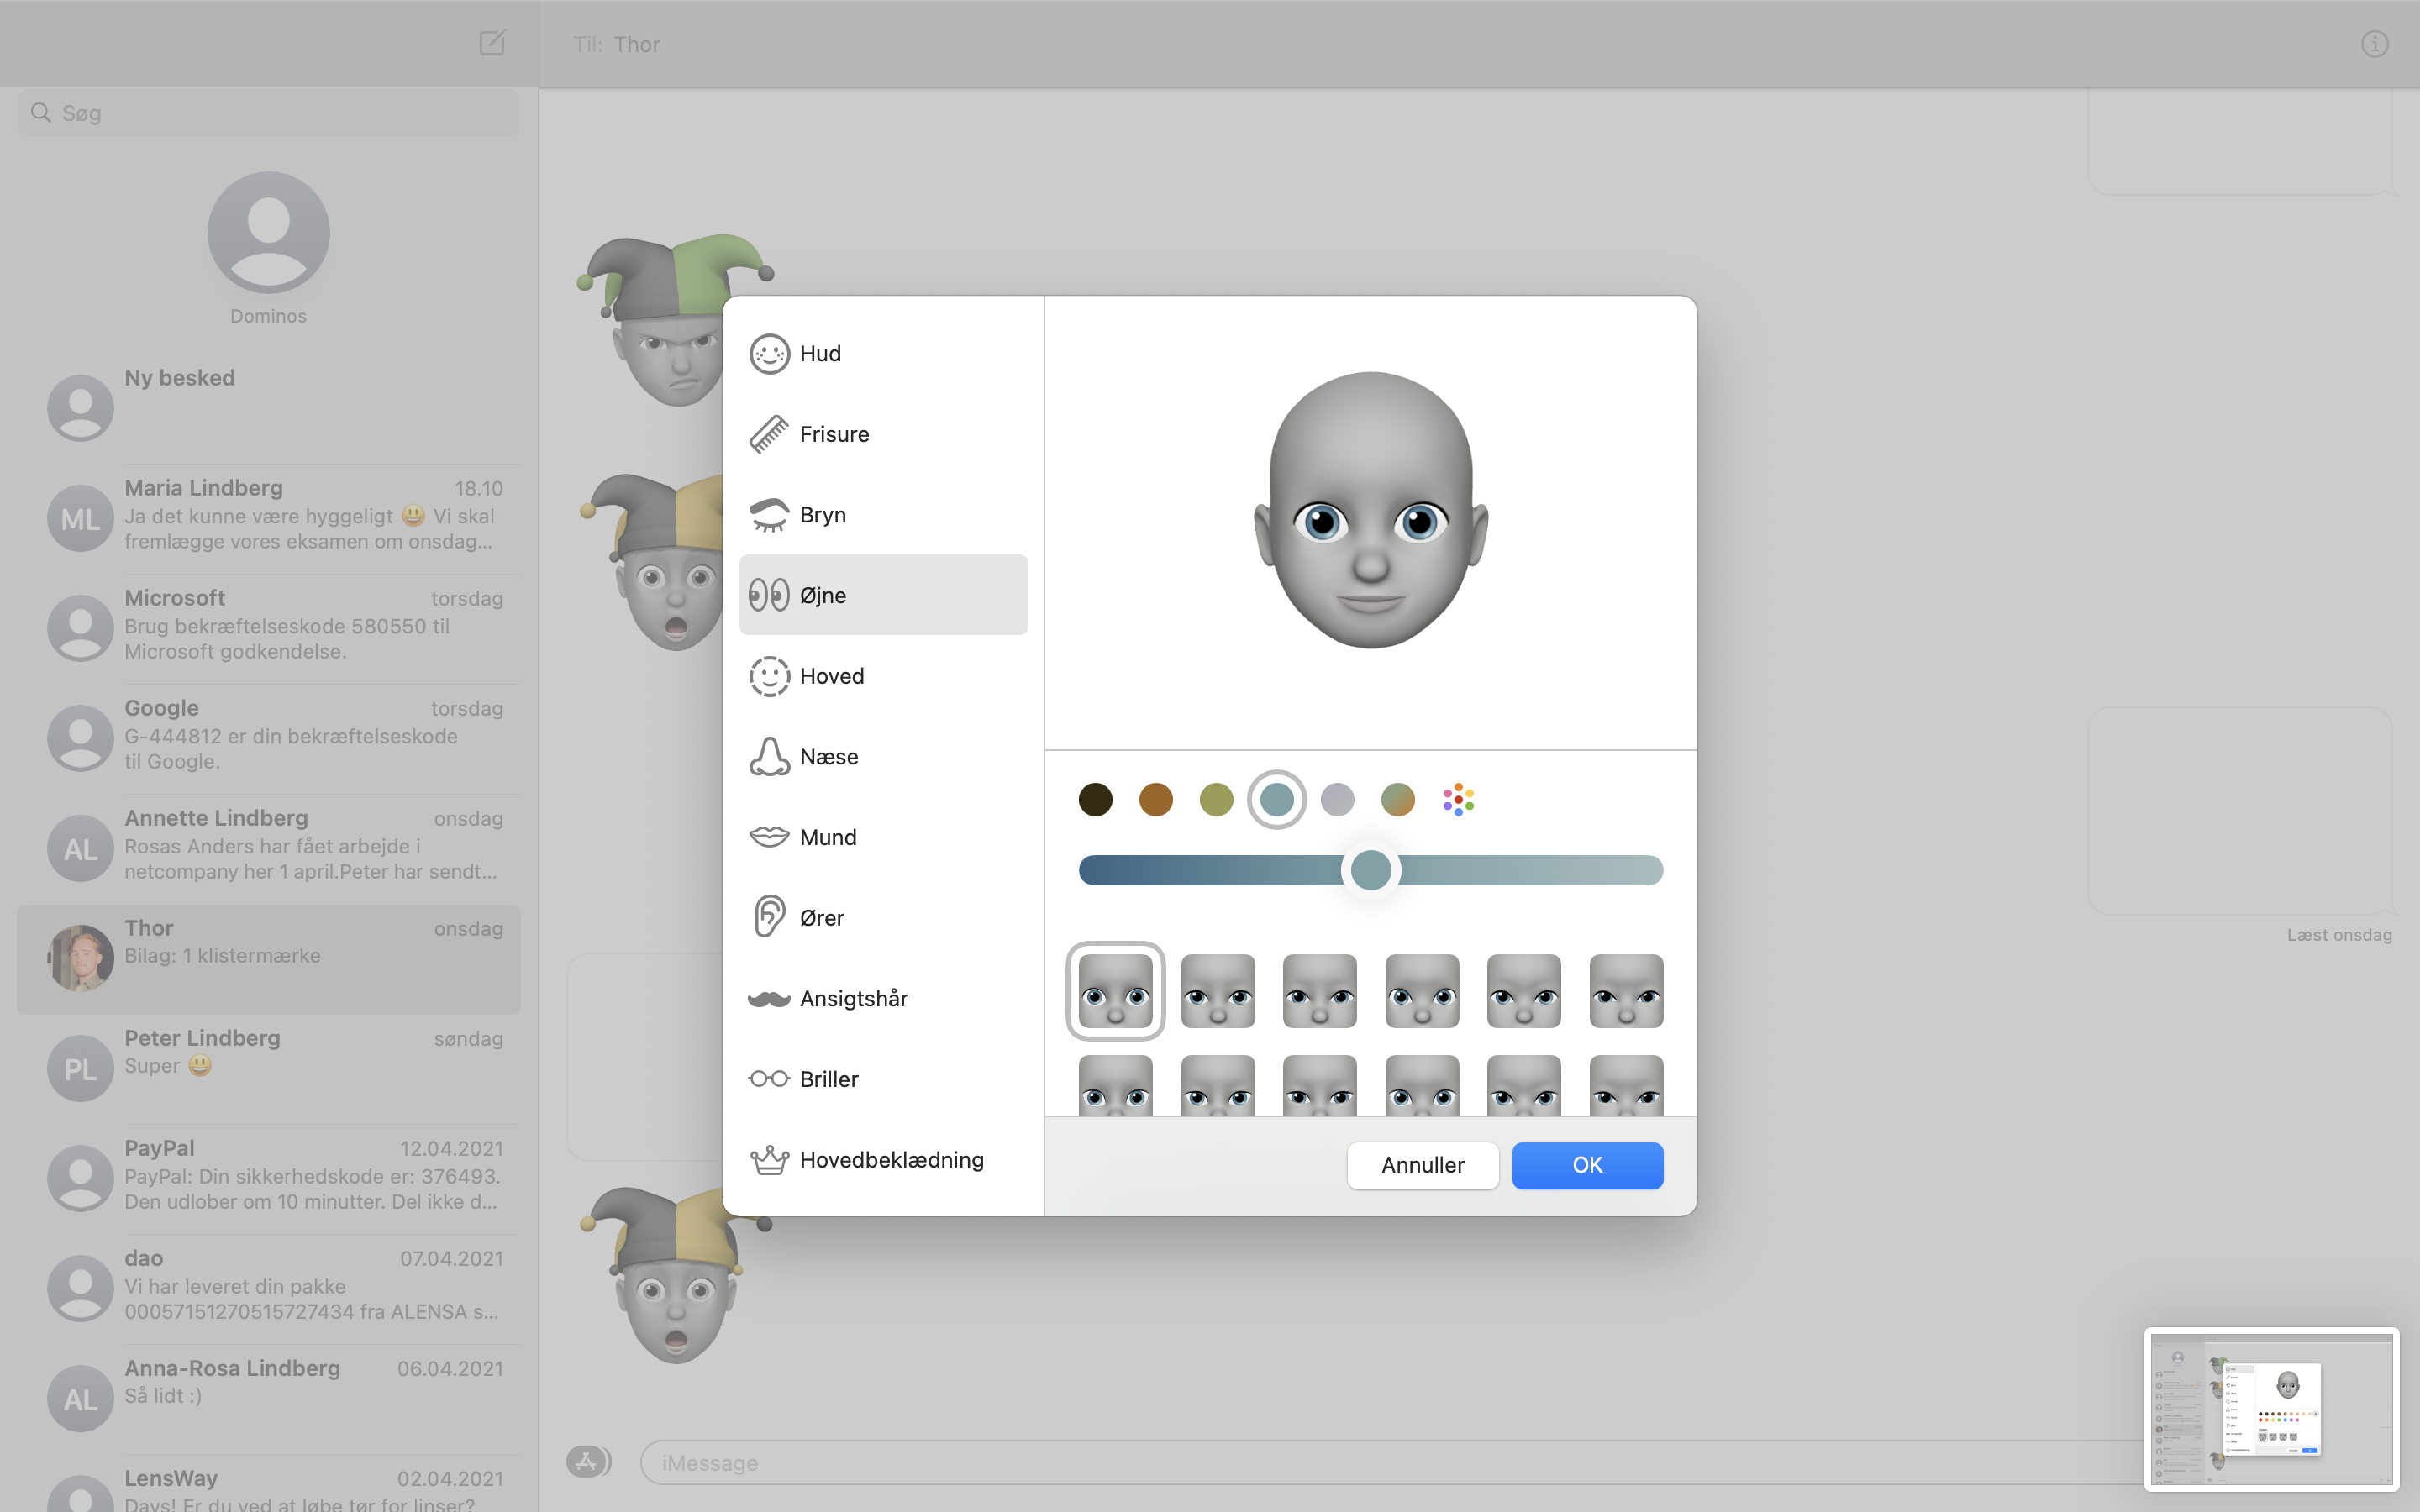 Til: Thor
Søg
Dominos
Ny besked
Maria Lindberg 18.10
Ja det kunne være hyggeligt 😃 Vi skal
fremlægge vores eksamen om onsdag...
Microsoft torsdag
Brug bekræftelseskode 580550 til
Microsoft godkendelse.
Google torsdag
G-444812 er din bekræftelseskode
til Google.
AL
Annette Lindberg onsdag
Rosas Anders har fået arbejde i
netcompany her 1 april.Peter har sendt...
Thor onsdag
Bilag: 1 klistermærke
PL
Peter Lindberg søndag
Super 😃
PayPal 12.04.2021
PayPal: Din sikkerhedskode er: 376493.
Den udlober om 10 minutter. Del ikke d...
dao 07.04.2021
Vi har leveret din pakke
00057151270515727434 fra ALENSA s...
AL
Anna-Rosa Lindberg 06.04.2021
Så lidt :)
LensWay 02.04.2021
Days! Er du ved at løbe tør for linser?
ML
Hud
Frisure
Bryn
Øjne
Hoved
Næse
Mund
Ører
Ansigtshår
Briller
Hovedbeklædning
Annuller
OK
Læst onsdag
iMessage